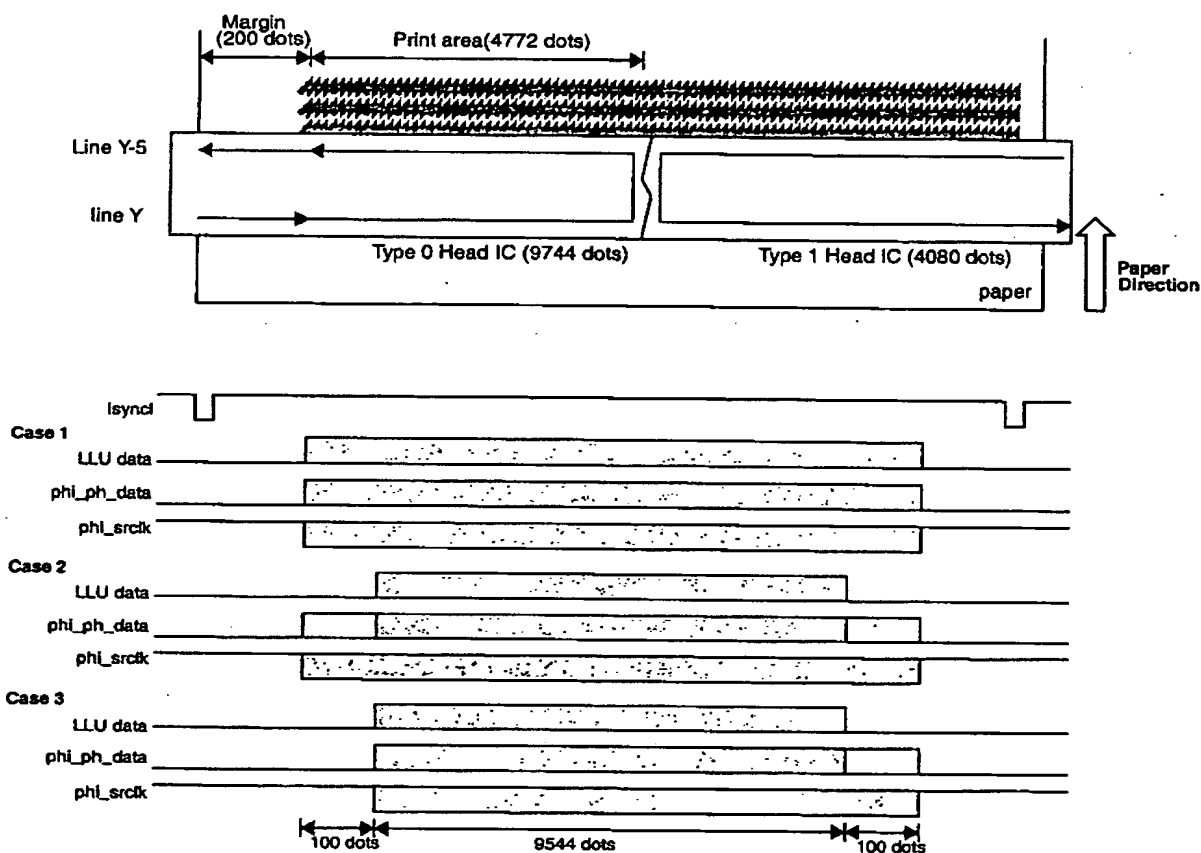 Margin
(200 dots)
Print area(4772 dots)
Line Y-5
line Y
Type 0 Head IC (9744 dots)
Type 1 Head IC (4080 dots)
paper
Paper
Direction
lsyncl
Case 1
LLU data
phi_ph_data
phi_srclk
Case 2
LLU data
phi_ph_data
phi_srclk
Case 3
LLU data
phi_ph_data
phi_srclk
100 dots
9544 dots
100 dots